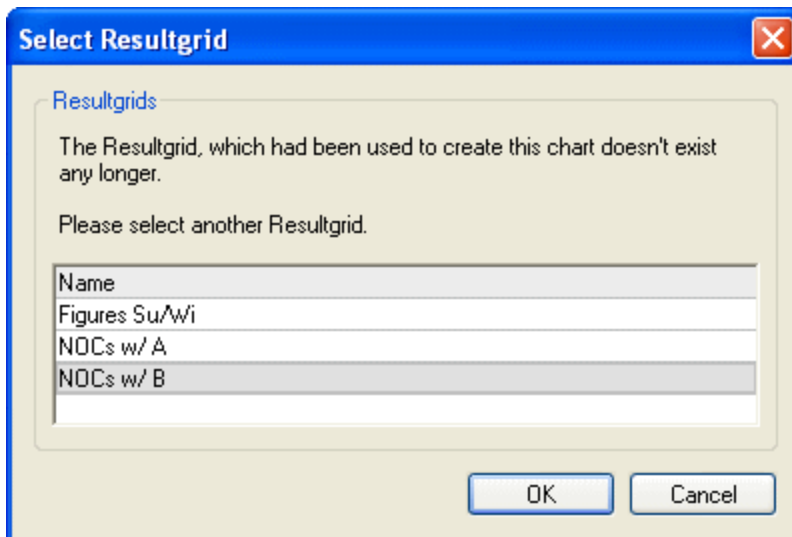 Select Resultgrid
Resultgrids
The Resultgrid, which had been used to create this chart doesn't exist
any longer.
Please select another Resultgrid.
Name
Figures Su/Wi
NOCs w/ A
NOCs w/ B
OK
Cancel